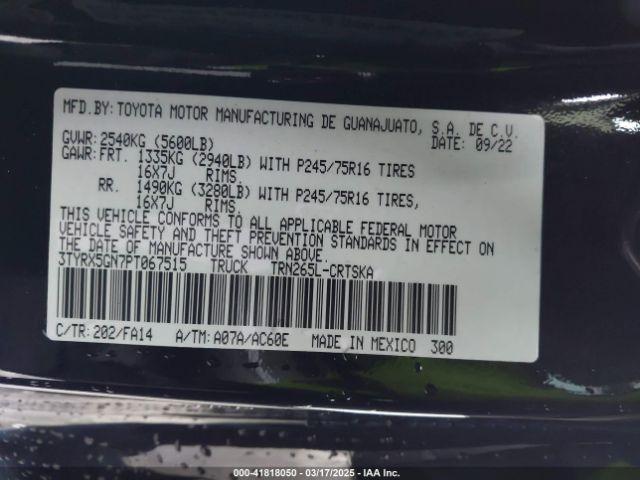 MFD.BY: TOYOTA MOTOR MANUFACTURING DE GUANAJUATO, S.A. DE C.V.
GVWR: 2540KG (5600LB) DATE: 09/22
GAWR: FRT. 1335KG (2940LB) WITH P245/75R16 TIRES
16X7J RIMS,
RR. 1490KG (3280LB) WITH P245/75R16 TIRES,
16X7J RIMS.
THIS VEHICLE CONFORMS TO ALL APPLICABLE FEDERAL MOTOR
VEHICLE SAFETY AND THEFT PREVENTION STANDARDS IN EFFECT ON
THE DATE OF MANUFACTURE SHOWN ABOVE.
3TYRX5GN7PT067515 TRUCK TRN265L-CRTSKA
C/TR: 202/FA14 A/TM: A07A/AC60E MADE IN MEXICO 300
00-41818050 — 03/17/2025 — IAA Inc.